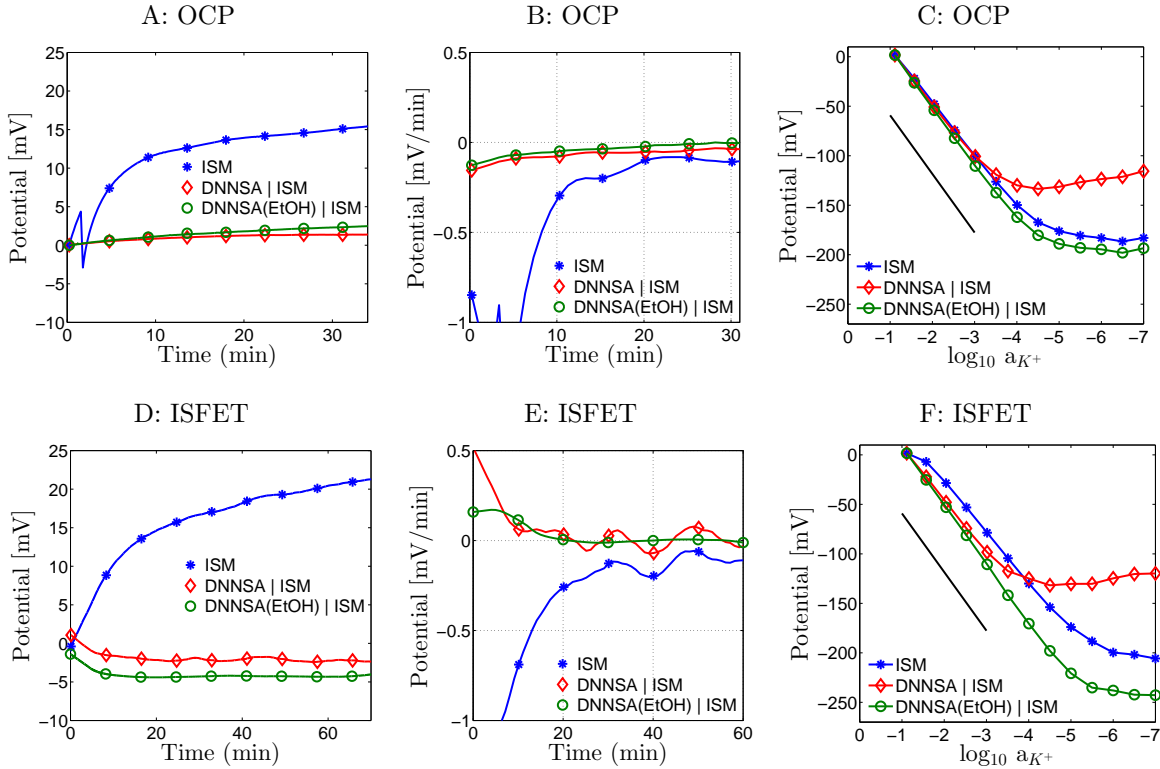 A: OCP
B: OCP
C: OCP
Potential [mV]
25
20
15
10
5
0
−5
−10
0
10
20
30
Time (min)
ISM
DNNSA | ISM
DNNSA(EtOH) | ISM
Potential [mV/min]
0.5
0
−0.5
−1
0
10
20
30
Time (min)
ISM
DNNSA | ISM
DNNSA(EtOH) | ISM
Potential [mV]
0
−50
−100
−150
−200
−250
0
−1
−2
−3
−4
−5
−6
−7
log₁₀ a_{K⁺}
ISM
DNNSA | ISM
DNNSA(EtOH) | ISM
D: ISFET
E: ISFET
F: ISFET
Potential [mV]
25
20
15
10
5
0
−5
−10
0
20
40
60
Time (min)
ISM
DNNSA | ISM
DNNSA(EtOH) | ISM
Potential [mV/min]
0.5
0
−0.5
−1
0
20
40
60
Time (min)
ISM
DNNSA | ISM
DNNSA(EtOH) | ISM
Potential [mV]
0
−50
−100
−150
−200
−250
0
−1
−2
−3
−4
−5
−6
−7
log₁₀ a_{K⁺}
ISM
DNNSA | ISM
DNNSA(EtOH) | ISM